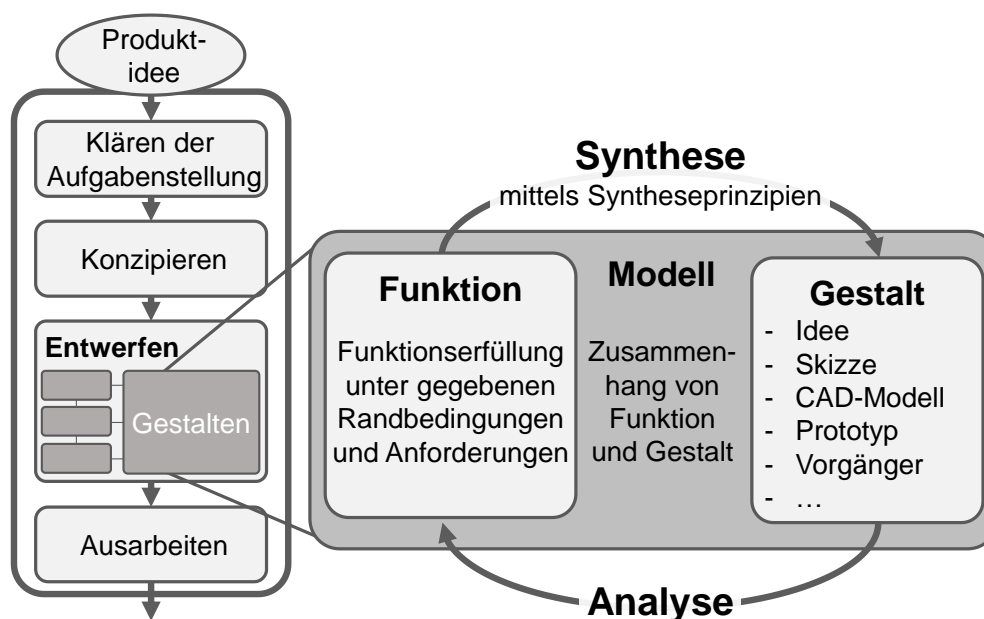 Produkt-
idee
Klären der
Aufgabenstellung
Konzipieren
Entwerfen
Gestalten
Ausarbeiten
Synthese
mittels Syntheseprinzipien
Funktion
Funktionserfüllung
unter gegebenen
Randbedingungen
und Anforderungen
Modell
Zusammen-
hang von
Funktion
und Gestalt
Gestalt
- Idee
- Skizze
- CAD-Modell
- Prototyp
- Vorgänger
- …
Analyse